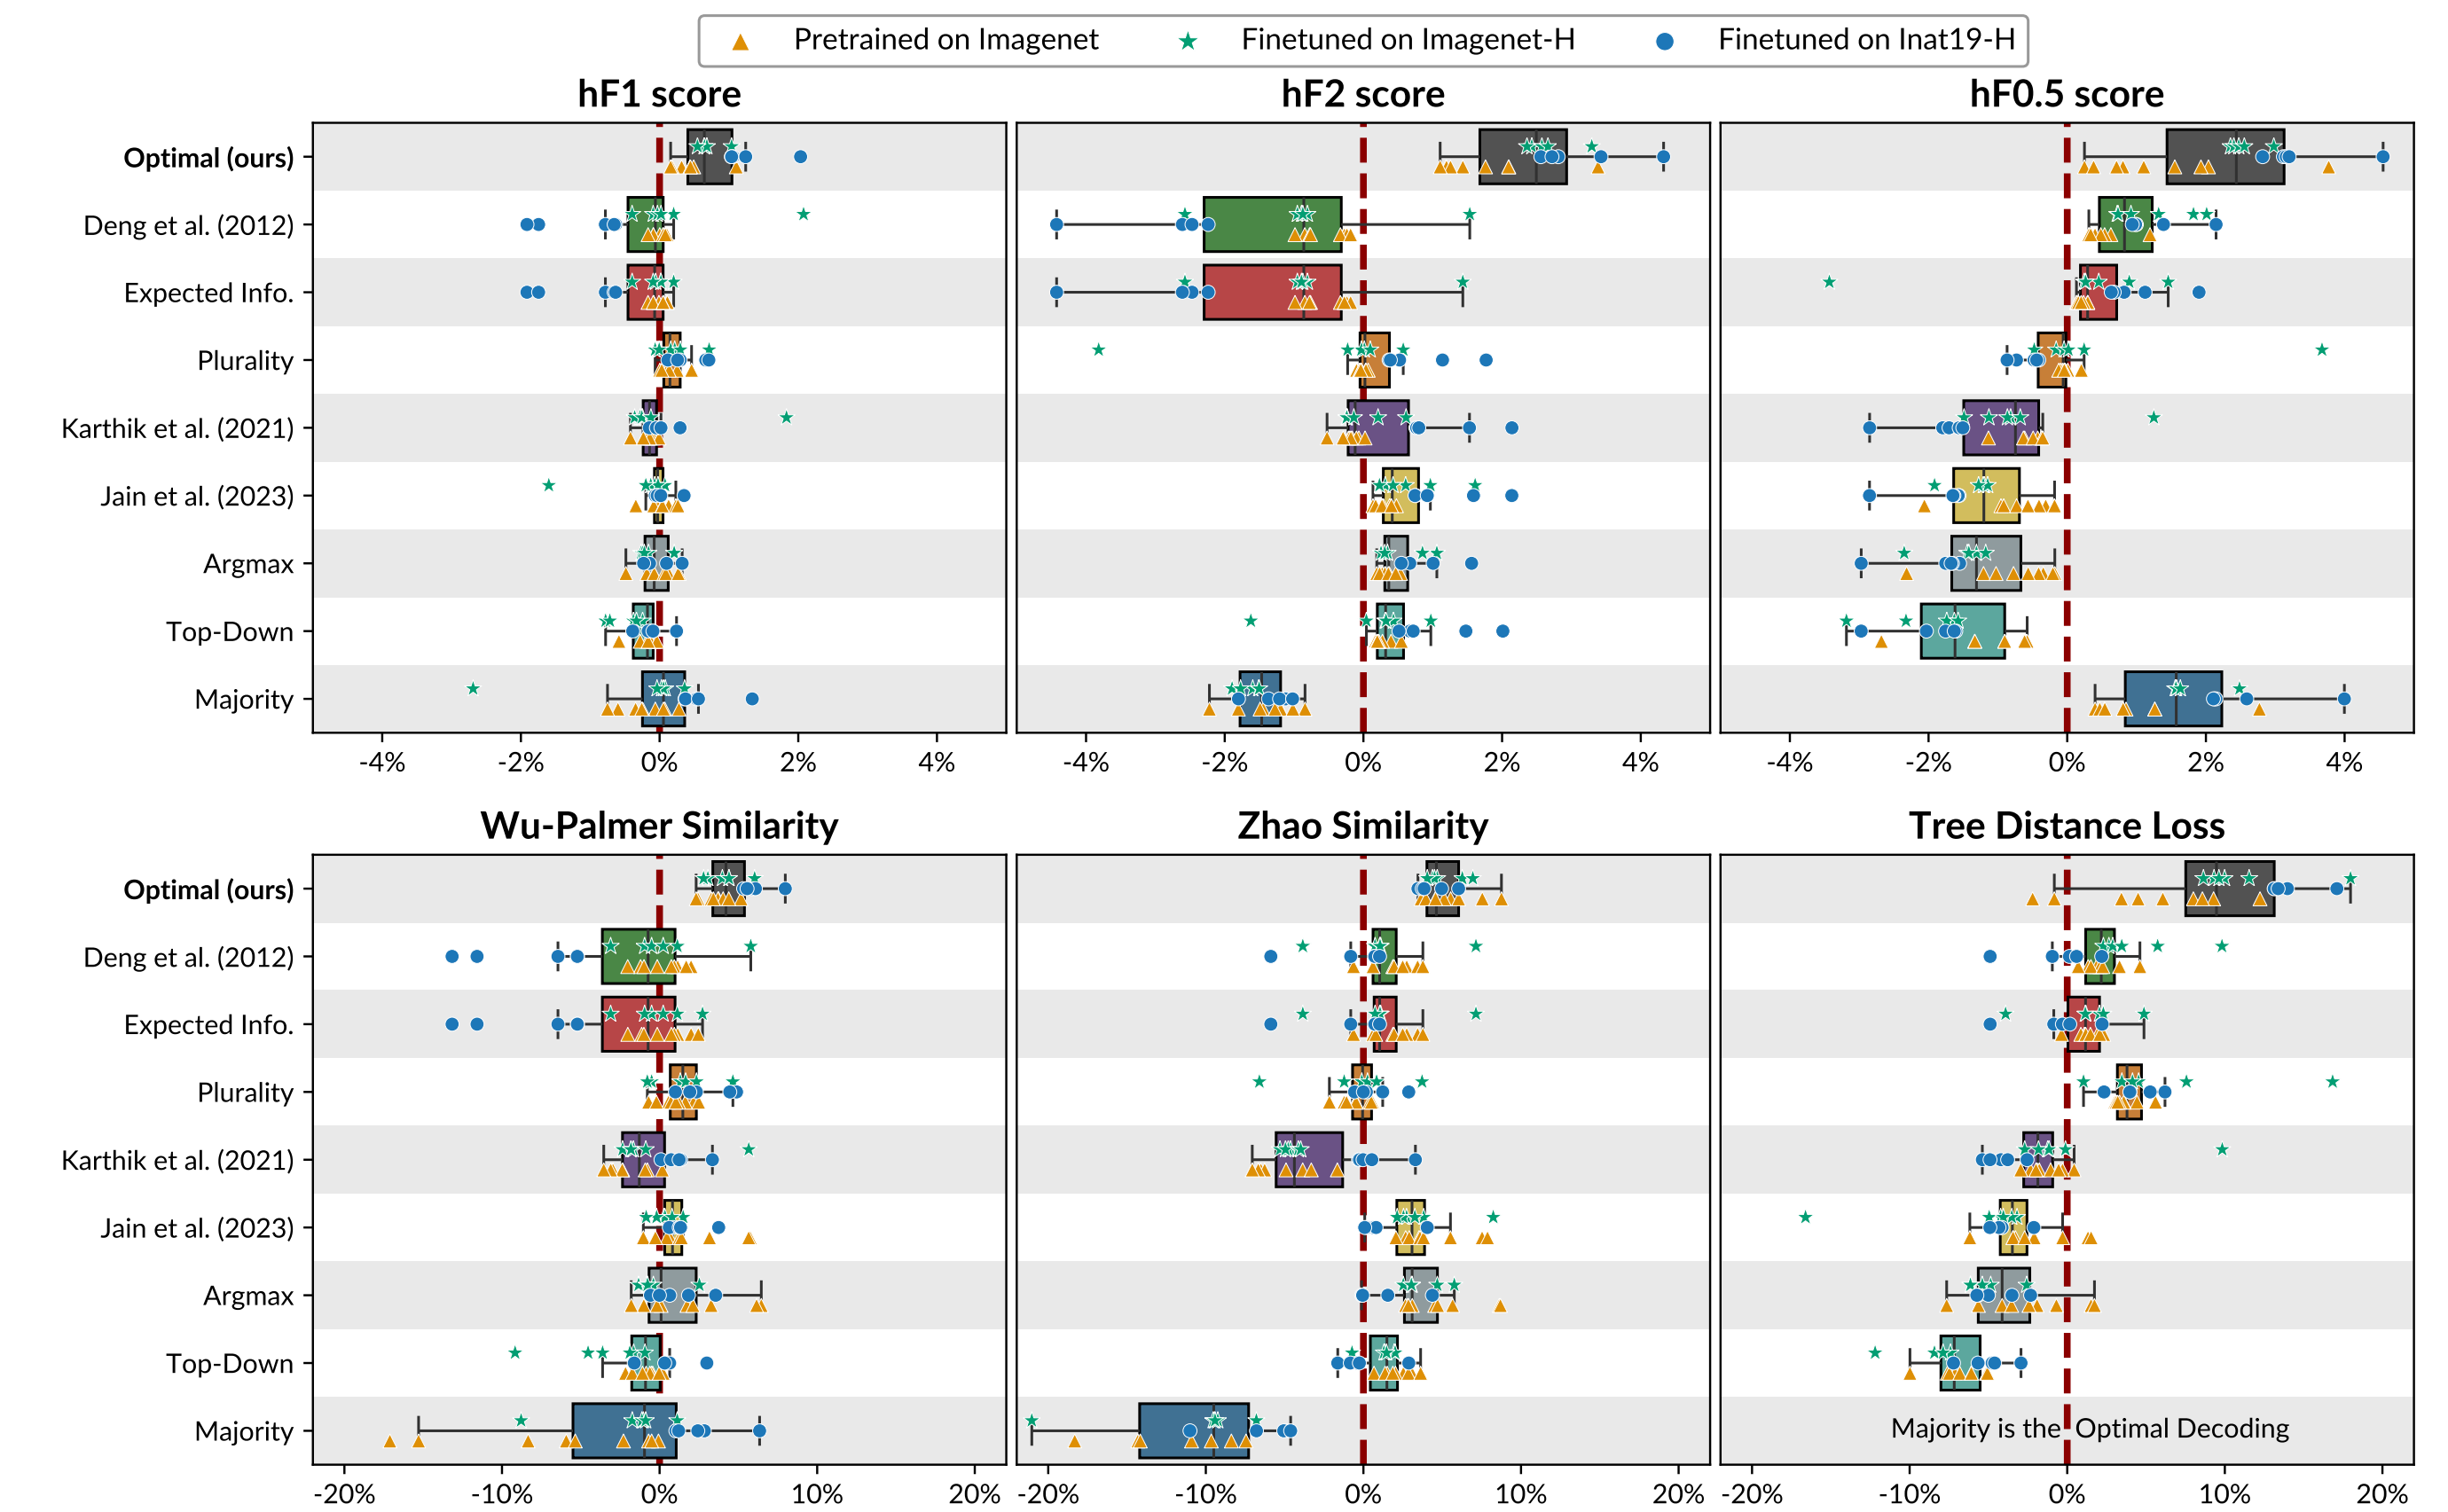 Pretrained on Imagenet Finetuned on Imagenet-H Finetuned on Inat19-H
hF1 score hF2 score hF0.5 score
Optimal (ours)
Deng et al. (2012)
Expected Info.
Plurality
Karthik et al. (2021)
Jain et al. (2023)
Argmax
Top-Down
Majority
-4% -2% 0% 2% 4% -4% -2% 0% 2% 4% -4% -2% 0% 2% 4%
Wu-Palmer Similarity Zhao Similarity Tree Distance Loss
Optimal (ours)
Deng et al. (2012)
Expected Info.
Plurality
Karthik et al. (2021)
Jain et al. (2023)
Argmax
Top-Down
Majority Majority is the Optimal Decoding
-20% -10% 0% 10% 20% -20% -10% 0% 10% 20% -20% -10% 0% 10% 20%